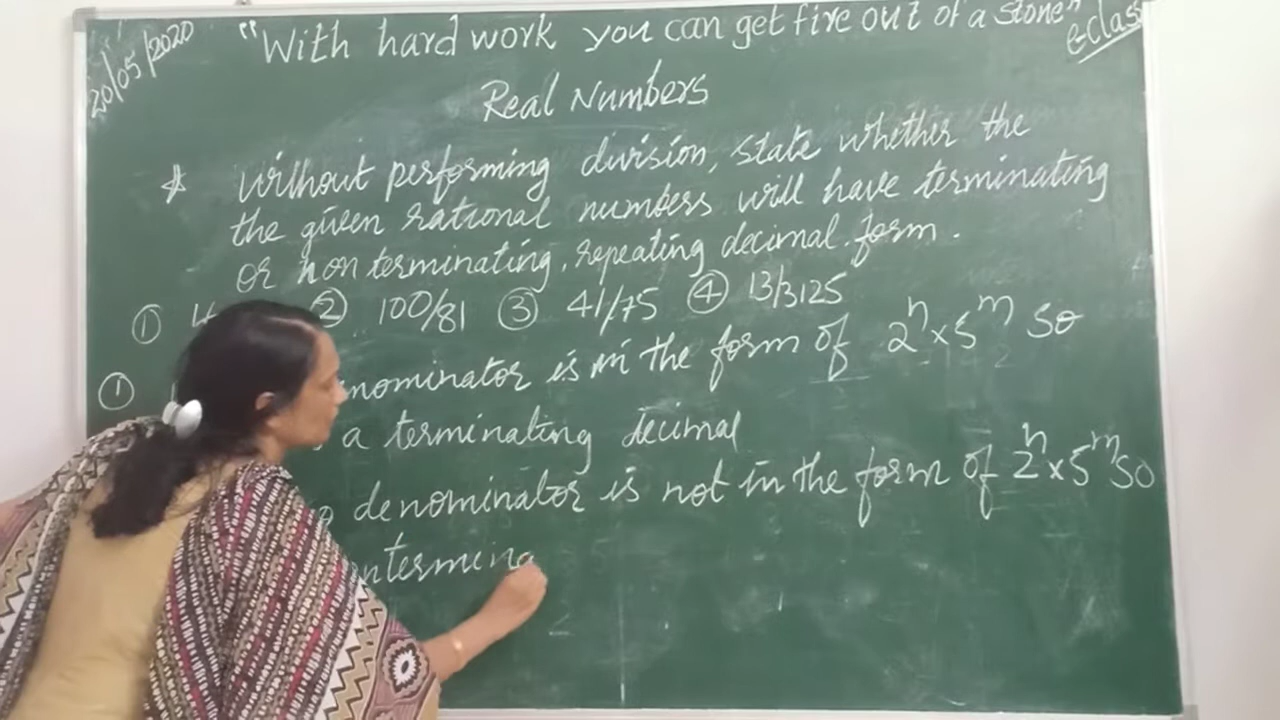 20/05/2020
"With hard work you can get fire out of a stone"
e-Clas
Real Numbers
* Without performing division, state whether the
the given rational numbers will have terminating
or non terminating, repeating decimal form.
① ② 100/81 ③ 41/75 ④ 13/3125
① nominator is in the form of 2ⁿ×5ᵐ so
a terminating decimal
denominator is not in the form of 2ⁿ×5ᵐ so
ntermina